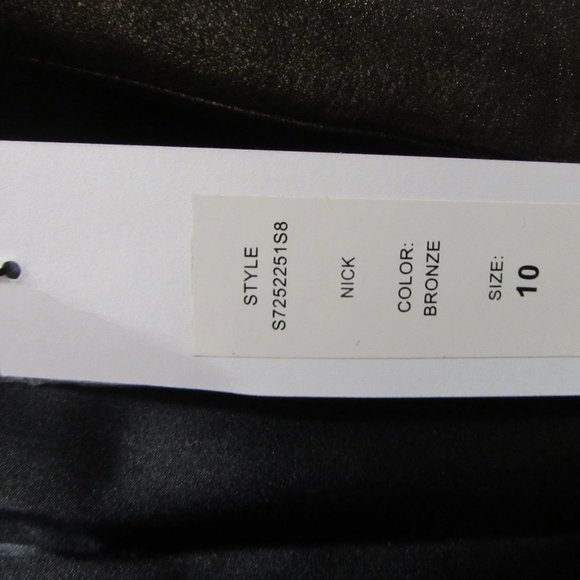 STYLE
S7252251S8
NICK
COLOR:
BRONZE
SIZE:
10